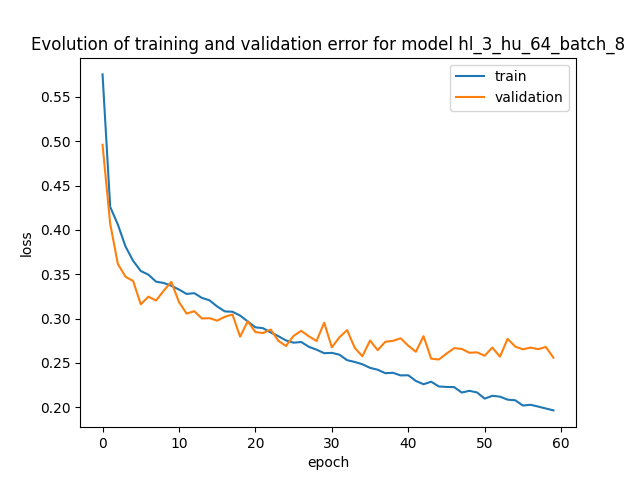 Evolution of training and validation error for model hl_3_hu_64_batch_8
train
validation
0.55
0.50
0.45
0.40
0.35
0.30
0.25
0.20
loss
0 10 20 30 40 50 60
epoch